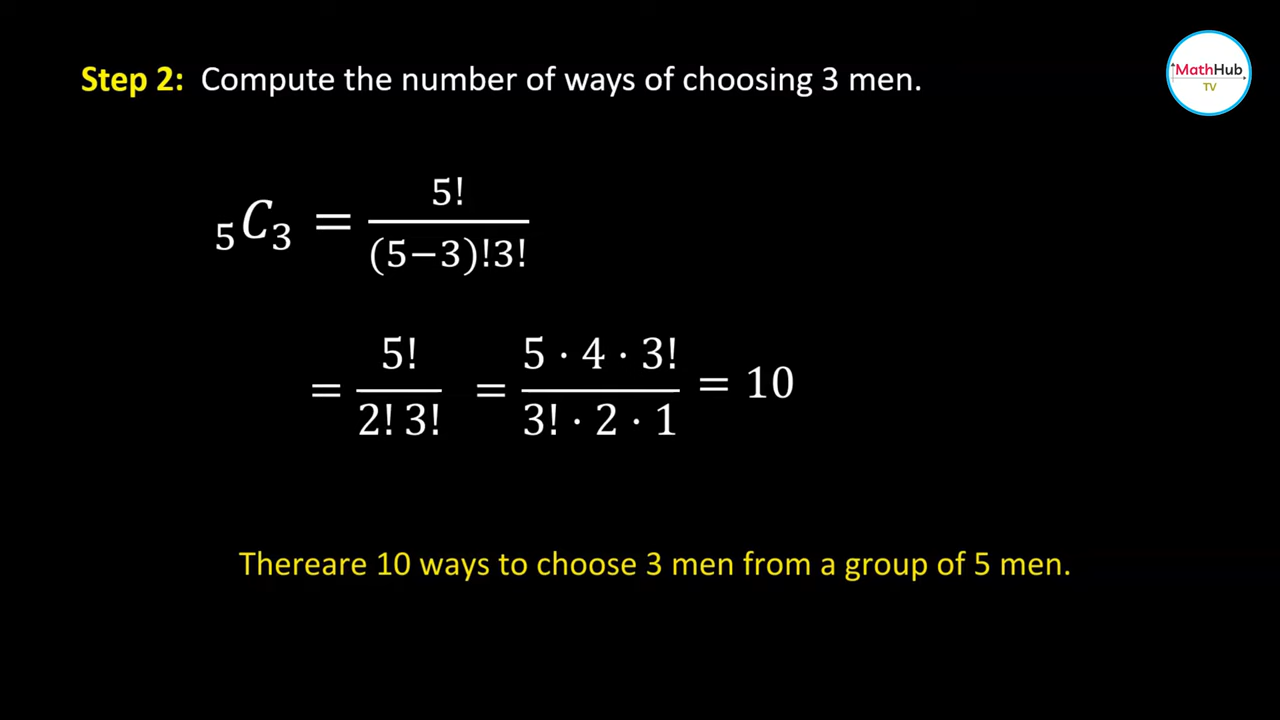 Step 2: Compute the number of ways of choosing 3 men.
MathHub
TV
₅C₃ = 5! / (5−3)!3!
= 5! / 2! 3! = 5 · 4 · 3! / 3! · 2 · 1 = 10
Thereare 10 ways to choose 3 men from a group of 5 men.